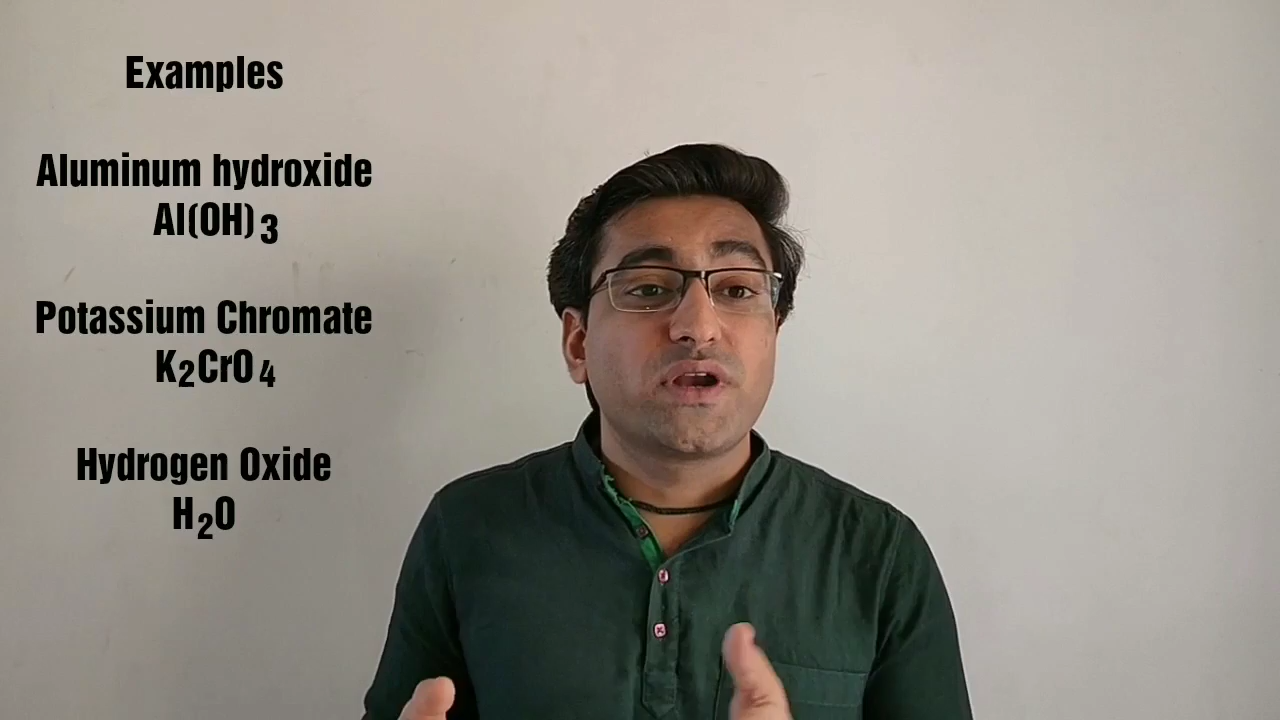 Examples
Aluminum hydroxide
Al(OH)3
Potassium Chromate
K2CrO4
Hydrogen Oxide
H2O